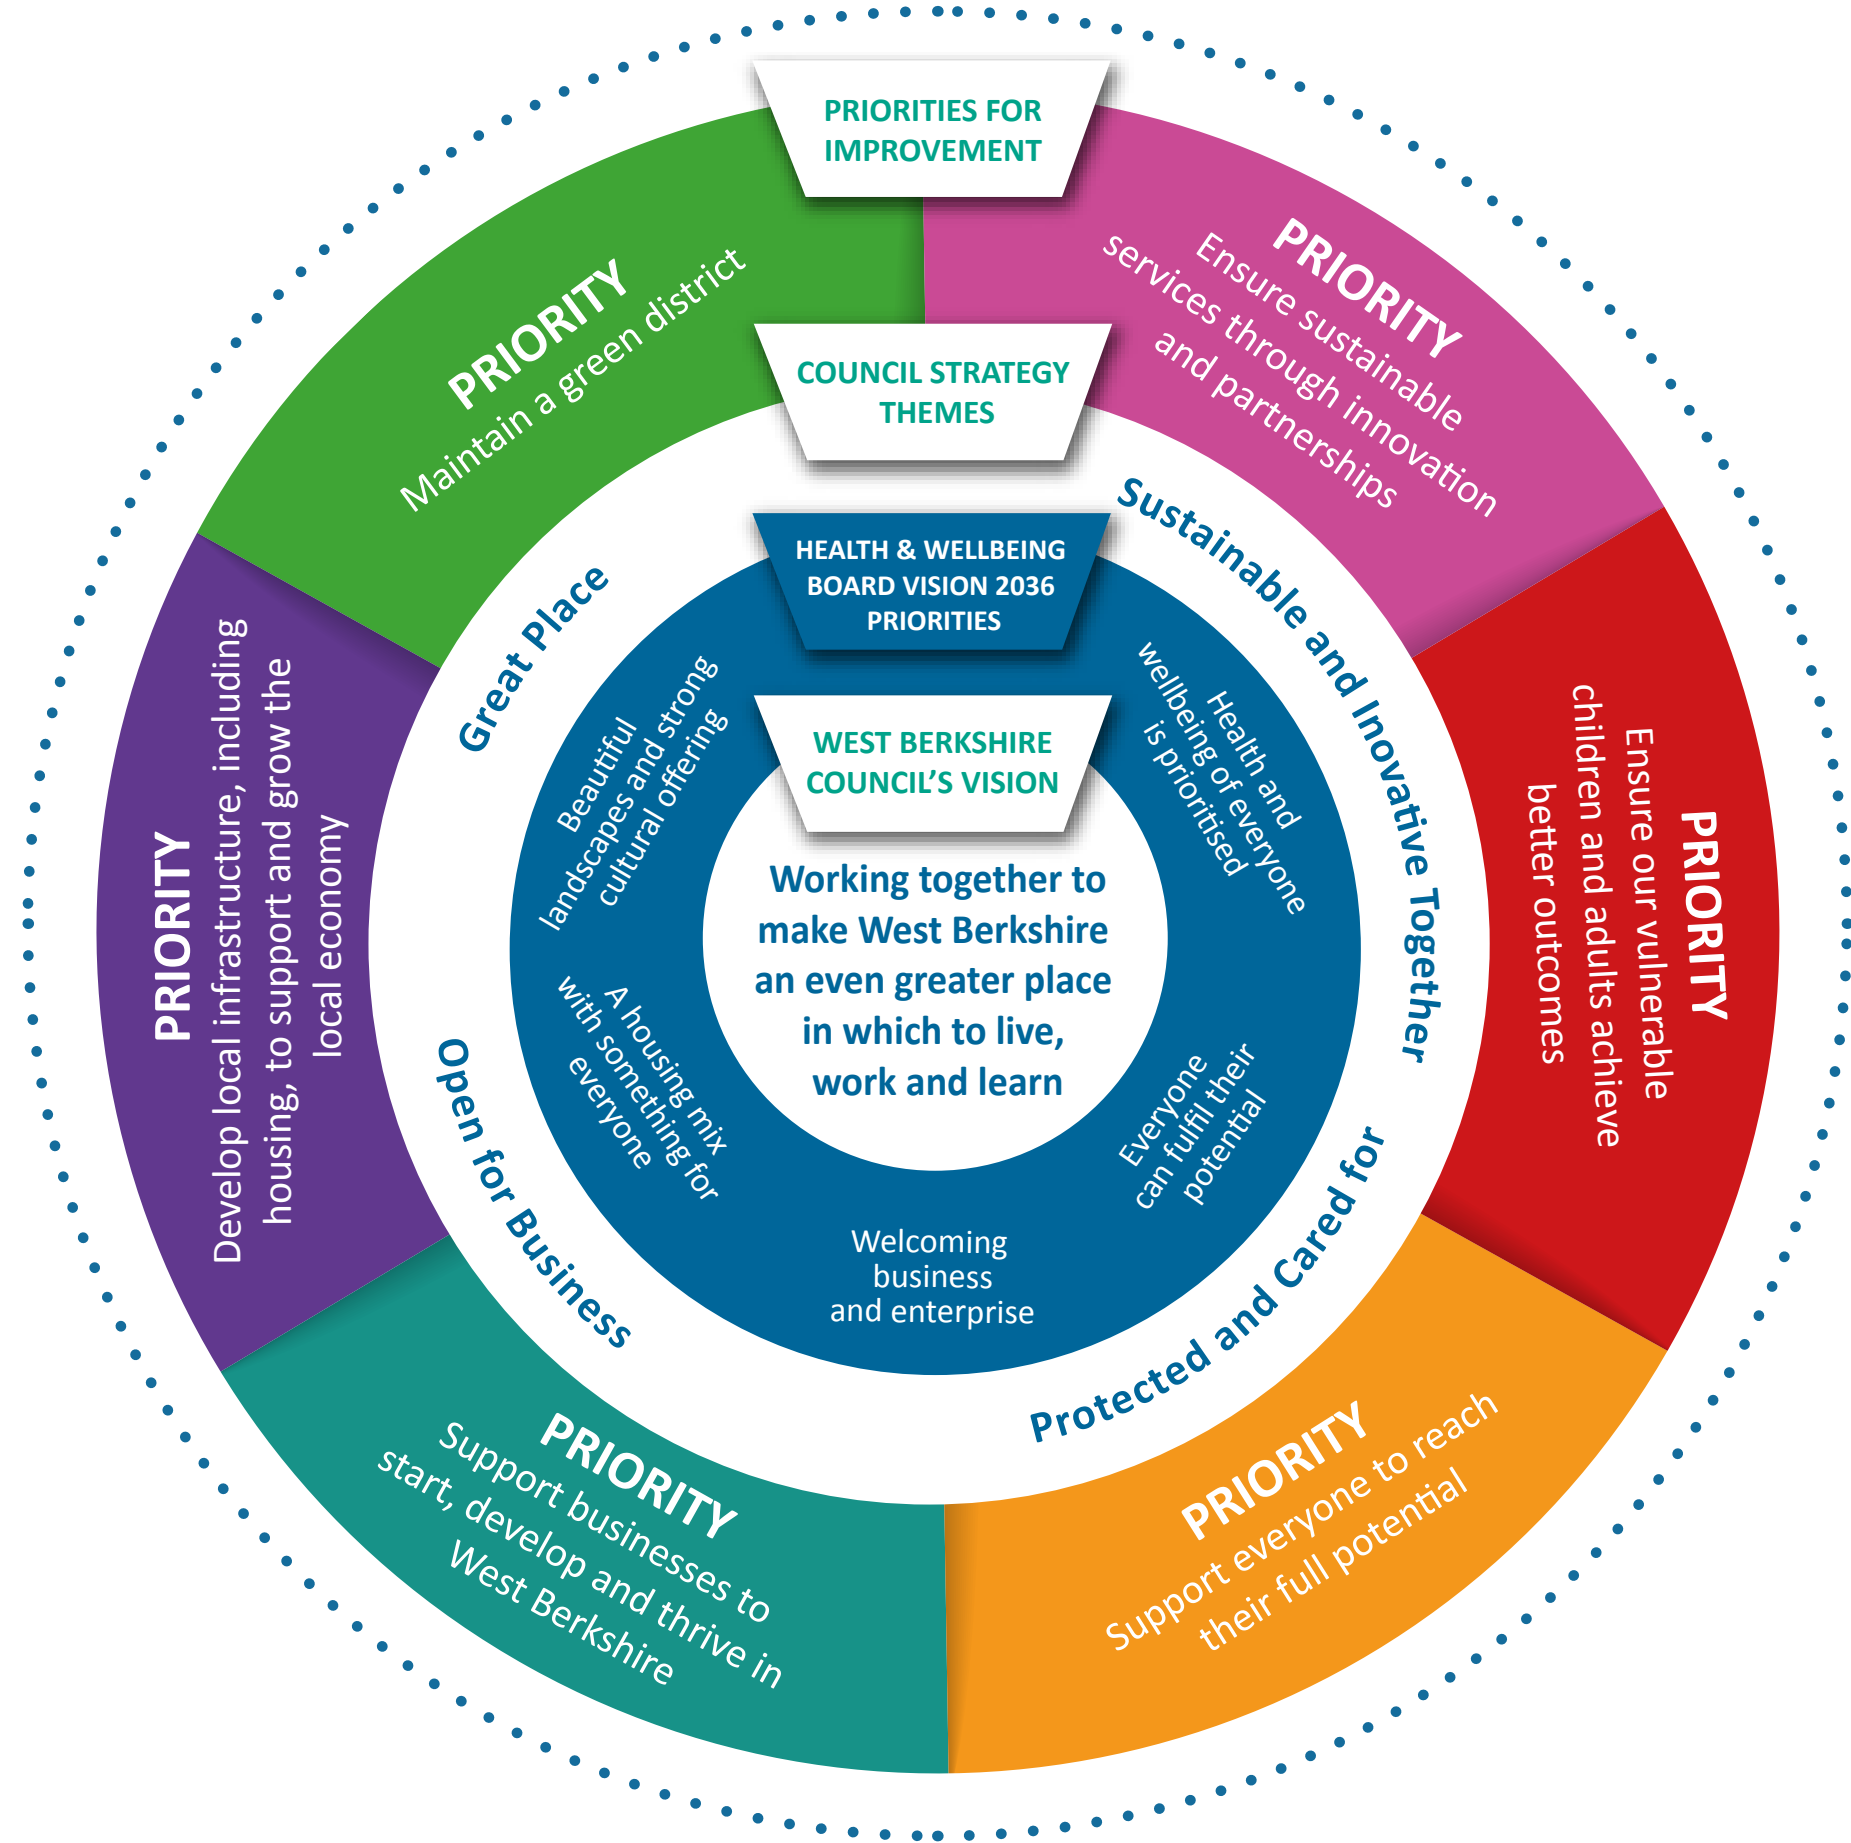 PRIORITIES FOR
IMPROVEMENT
PRIORITY
Ensure sustainable
services through innovation
and partnerships
PRIORITY
Ensure our vulnerable
children and adults achieve
better outcomes
PRIORITY
Support everyone to reach
their full potential
PRIORITY
Support businesses to
start, develop and thrive in
West Berkshire
PRIORITY
Develop local infrastructure, including
housing, to support and grow the
local economy
PRIORITY
Maintain a green district
COUNCIL STRATEGY
THEMES
Sustainable and Inovative Together
Protected and Cared for
Open for Business
Great Place
HEALTH & WELLBEING
BOARD VISION 2036
PRIORITIES
Health and
wellbeing of everyone
is prioritised
Everyone
can fulfil their
potential
Welcoming
business
and enterprise
A housing mix
with something for
everyone
Beautiful
landscapes and strong
cultural offering
WEST BERKSHIRE
COUNCIL'S VISION
Working together to
make West Berkshire
an even greater place
in which to live,
work and learn